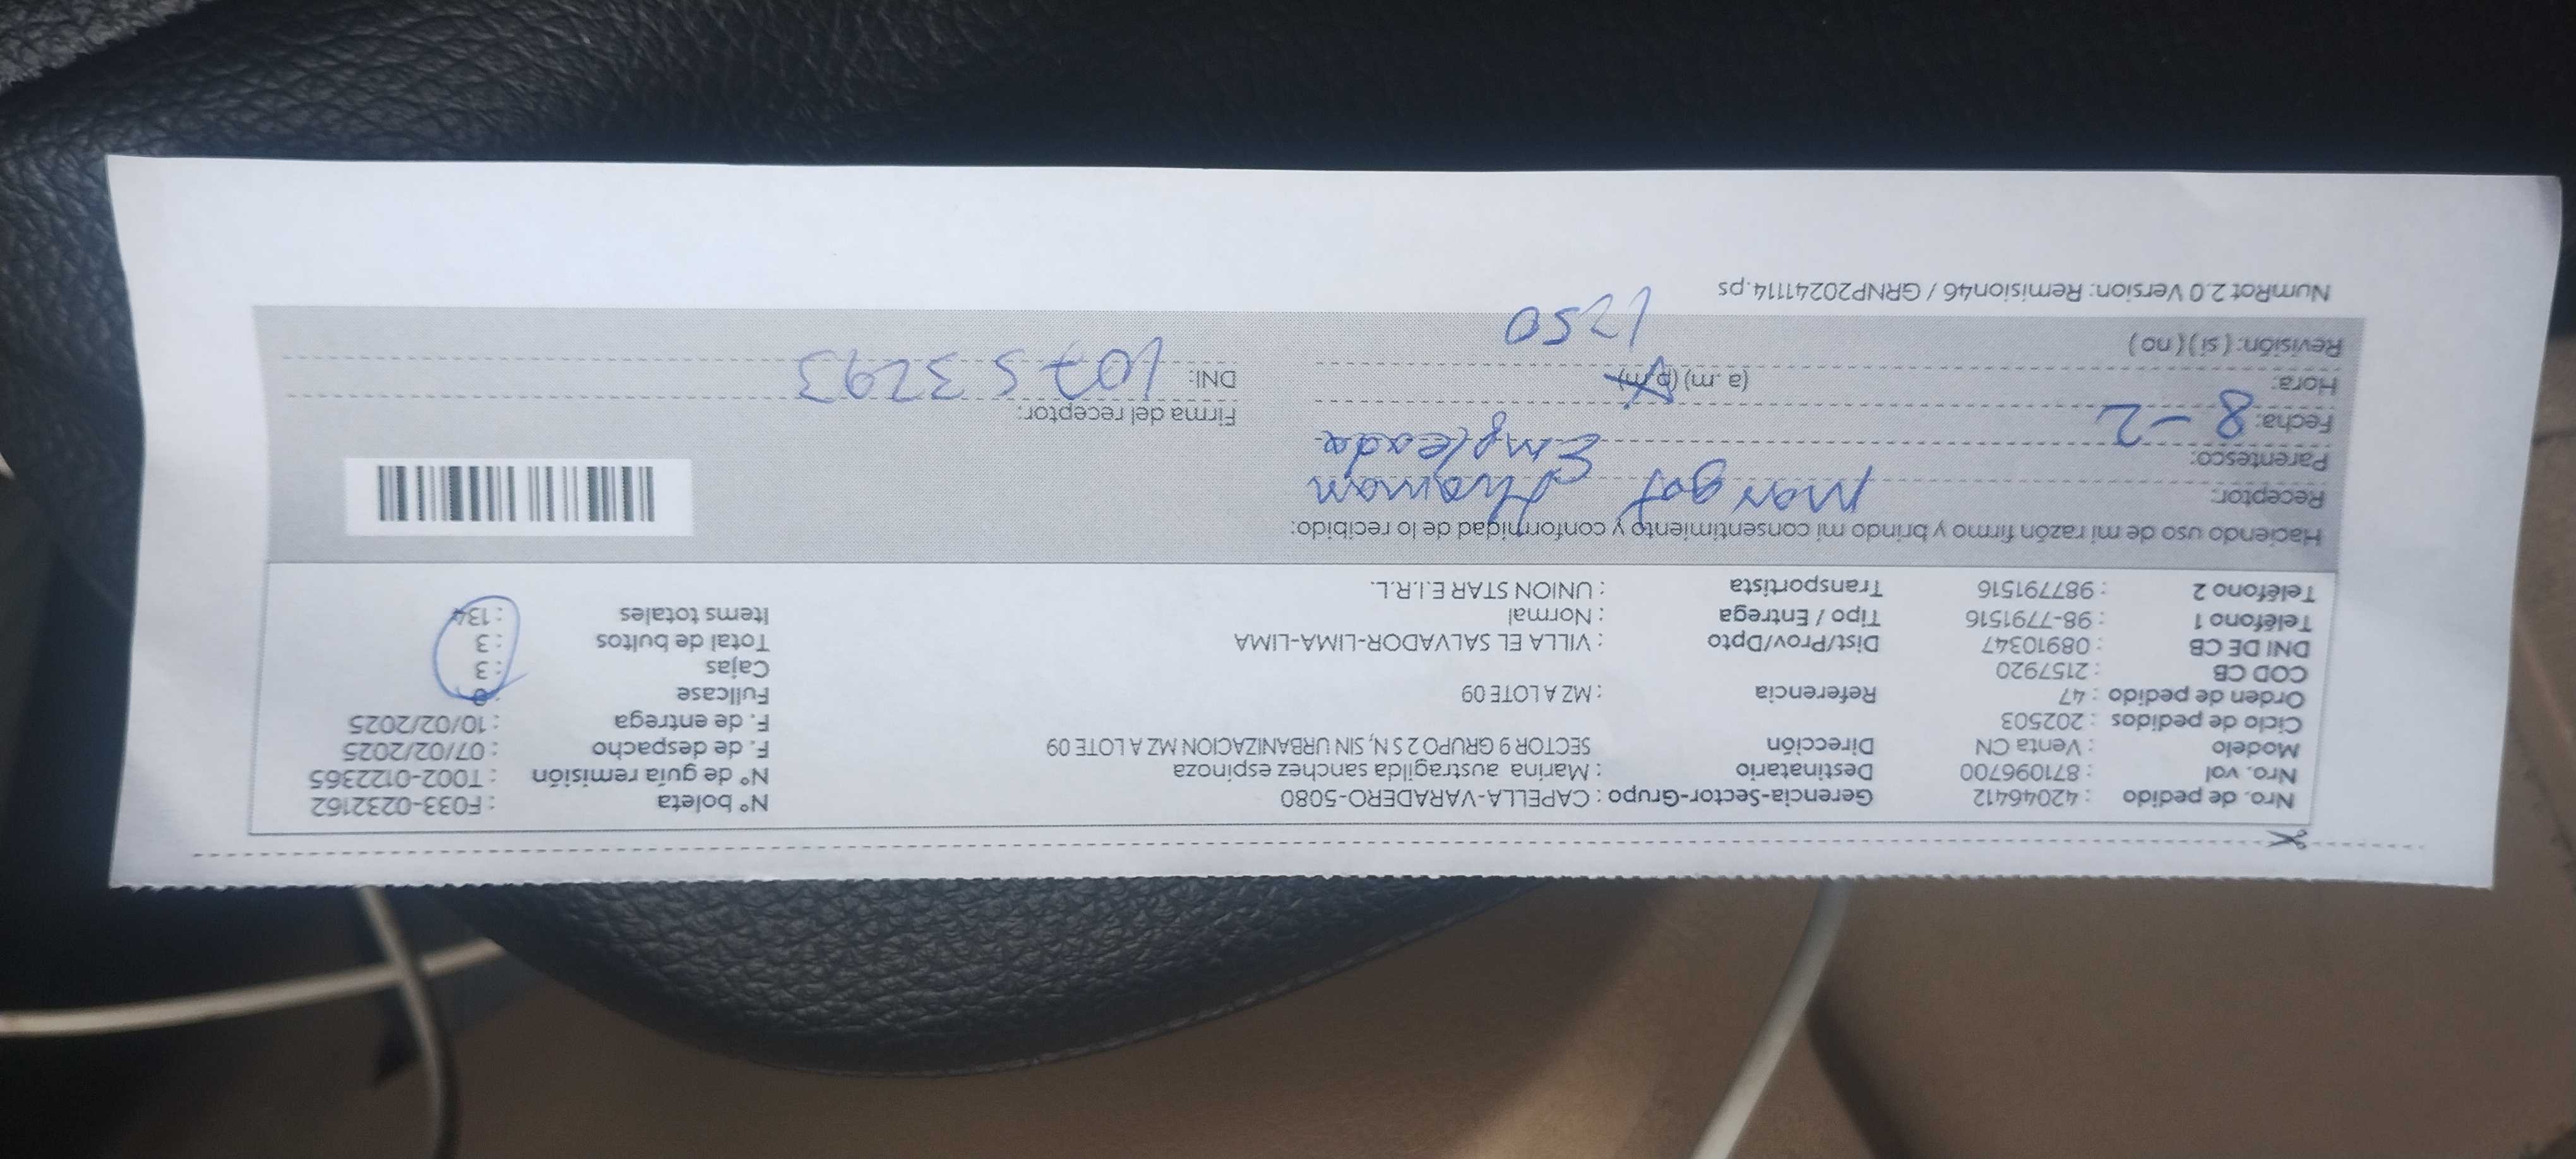 Nro. de pedido : 42046412 Gerencia-Sector-Grupo : CAPELLA-VARADERO-5080 N° boleta : F033-0232162
Nro. vol : 871096700 Destinatario : Marina austragilda sanchez espinoza N° de guía remisión : T002-0122365
Modelo : Venta CN Dirección SECTOR 9 GRUPO 2 S N, SIN URBANIZACION MZ A LOTE 09 F. de despacho : 07/02/2025
Ciclo de pedidos : 202503 F. de entrega : 10/02/2025
Orden de pedido : 47 Referencia : MZ A LOTE 09 Fullcase
COD CB : 2157920 Cajas : 3
DNI DE CB : 08910347 Dist/Prov/Dpto : VILLA EL SALVADOR-LIMA-LIMA Total de bultos : 3
Teléfono 1 : 98-7791516 Tipo / Entrega : Normal Items totales : 134
Teléfono 2 : 987791516 Transportista : UNION STAR E.I.R.L.
Haciendo uso de mi razón firmo y brindo mi consentimiento y conformidad de lo recibido:
Receptor: Margot Huaman
Parentesco: Empleada
Fecha: 8-2 Firma del receptor:
Hora: (a.m) (p.m) DNI: 10753293
Revisión: ( si ) ( no ) 1250
NumRot 2.0 Version: Remision46 / GRNP20241114.ps